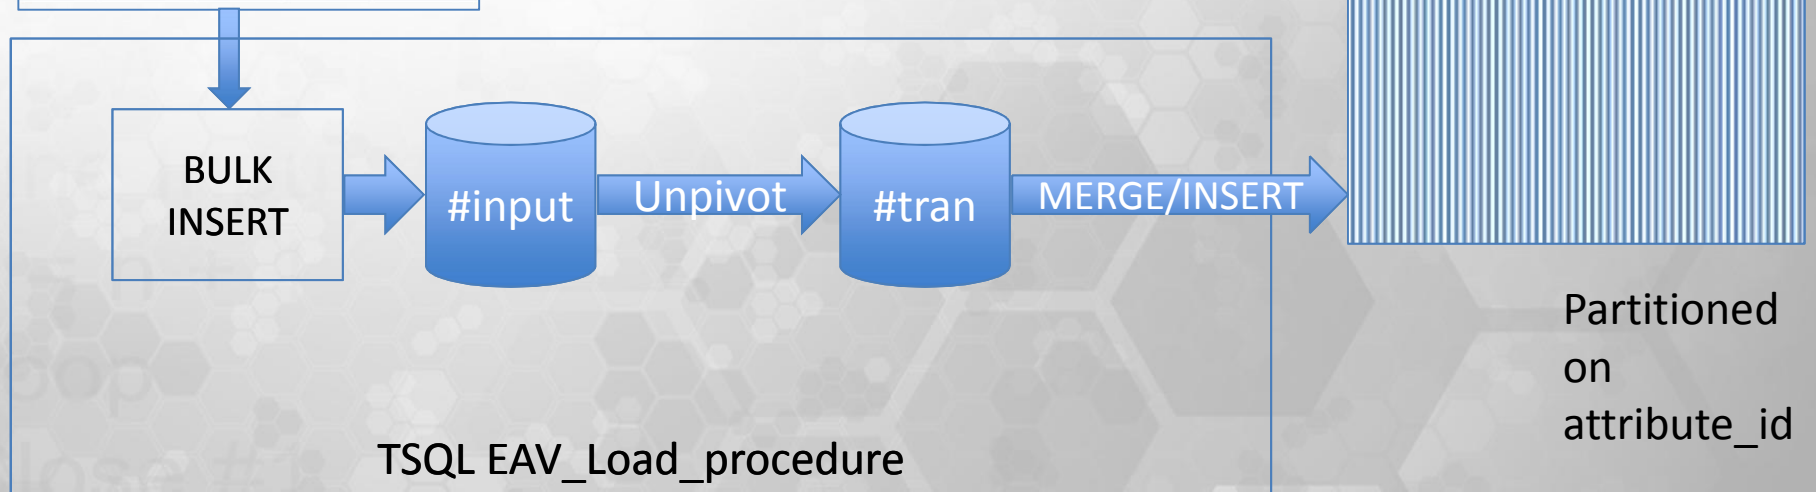 BULK
INSERT
#input
Unpivot
#tran
MERGE/INSERT
Partitioned
on
attribute_id
TSQL EAV_Load_procedure